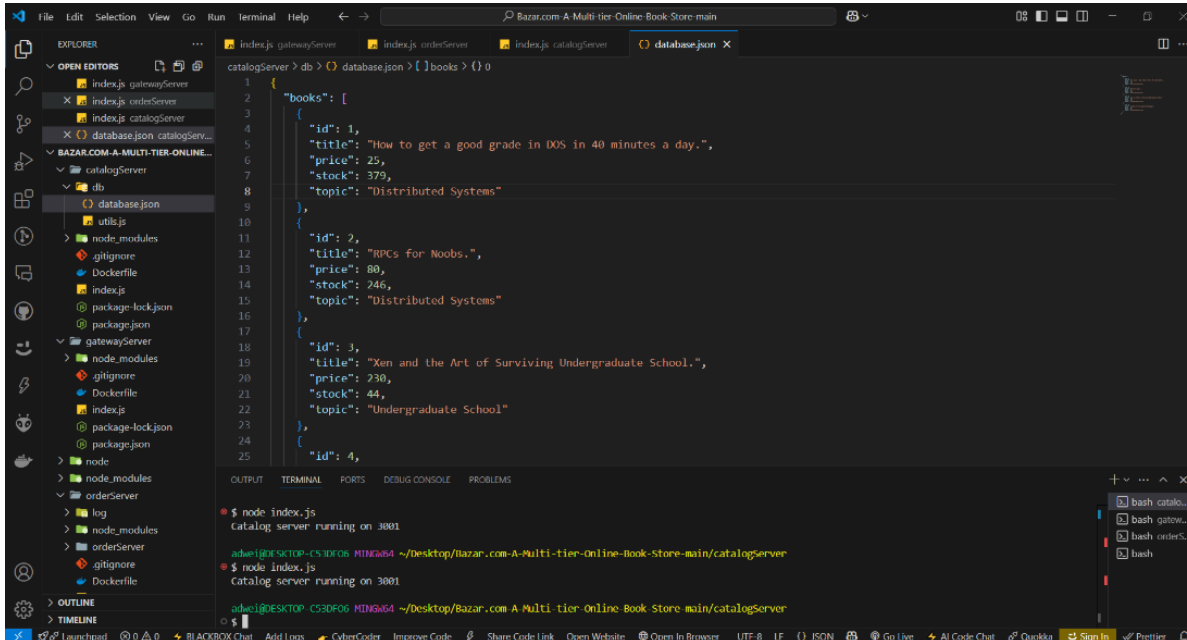 File Edit Selection View Go Run Terminal Help
Bazar.com-A-Multi-tier-Online-Book-Store-main
EXPLORER
index.js gatewayServer
index.js orderServer
index.js catalogServer
database.json
OPEN EDITORS
index.js gatewayServer
index.js orderServer
index.js catalogServer
database.json catalogServ...
BAZAR.COM-A-MULTI-TIER-ONLINE...
catalogServer
db
database.json
utils.js
node_modules
.gitignore
Dockerfile
index.js
package-lock.json
package.json
gatewayServer
node_modules
.gitignore
Dockerfile
index.js
package-lock.json
package.json
node
node_modules
orderServer
log
node_modules
orderServer
.gitignore
Dockerfile
OUTLINE
TIMELINE
catalogServer > db > {} database.json > [ ] books > {} 0
1 {
2 "books": [
3 {
4 "id": 1,
5 "title": "How to get a good grade in DOS in 40 minutes a day.",
6 "price": 25,
7 "stock": 379,
8 "topic": "Distributed Systems"
9 },
10 {
11 "id": 2,
12 "title": "RPCs for Noobs.",
13 "price": 80,
14 "stock": 246,
15 "topic": "Distributed Systems"
16 },
17 {
18 "id": 3,
19 "title": "Xen and the Art of Surviving Undergraduate School.",
20 "price": 230,
21 "stock": 44,
22 "topic": "Undergraduate School"
23 },
24 {
25 "id": 4,
OUTPUT TERMINAL PORTS DEBUG CONSOLE PROBLEMS
$ node index.js
Catalog server running on 3001
adwei@DESKTOP-C53DFO6 MINGW64 ~/Desktop/Bazar.com-A-Multi-tier-Online-Book-Store-main/catalogServer
$ node index.js
Catalog server running on 3001
adwei@DESKTOP-C53DFO6 MINGW64 ~/Desktop/Bazar.com-A-Multi-tier-Online-Book-Store-main/catalogServer
$
bash catalo...
bash gatew...
bash orderS...
bash
Launchpad 0 0 BLACKBOX Chat Add Logs CyberCoder Improve Code Share Code Link Open Website Open In Browser UTF-8 LF {} JSON Go Live AI Code Chat Quokka Sign In Prettier